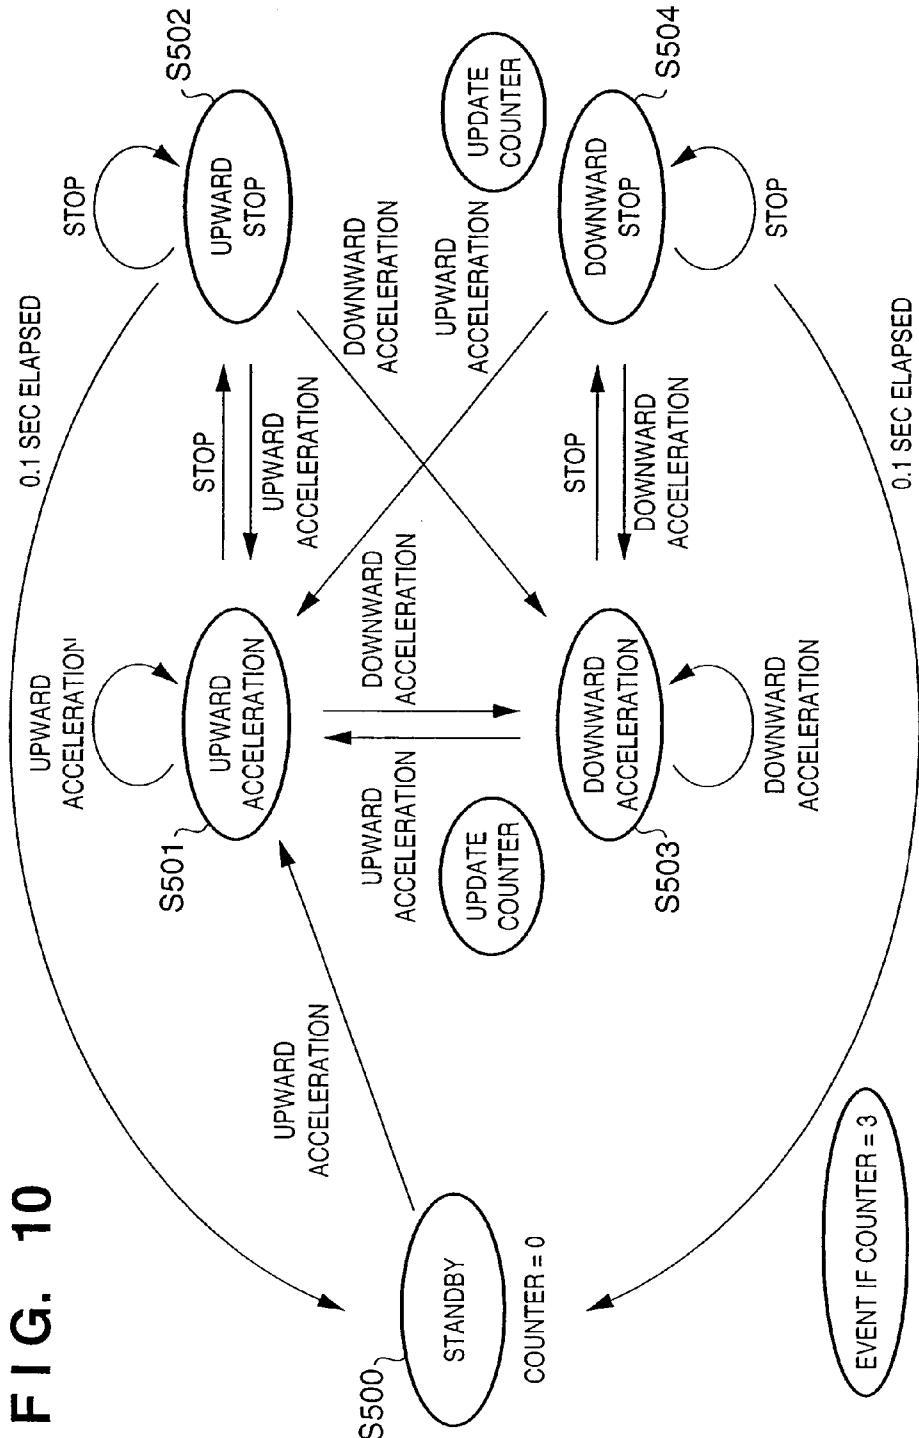 FIG. 10
0.1 SEC ELAPSED
UPWARD
ACCELERATION
STOP
S501
UPWARD
ACCELERATION
STOP
UPWARD
ACCELERATION
UPWARD
STOP
S502
UPWARD
ACCELERATION
UPWARD
ACCELERATION
DOWNWARD
ACCELERATION
DOWNWARD
ACCELERATION
UPWARD
ACCELERATION
UPDATE
COUNTER
UPDATE
COUNTER
S500
STANDBY
COUNTER = 0
S503
DOWNWARD
ACCELERATION
STOP
DOWNWARD
ACCELERATION
DOWNWARD
STOP
S504
DOWNWARD
ACCELERATION
STOP
EVENT IF COUNTER = 3
0.1 SEC ELAPSED